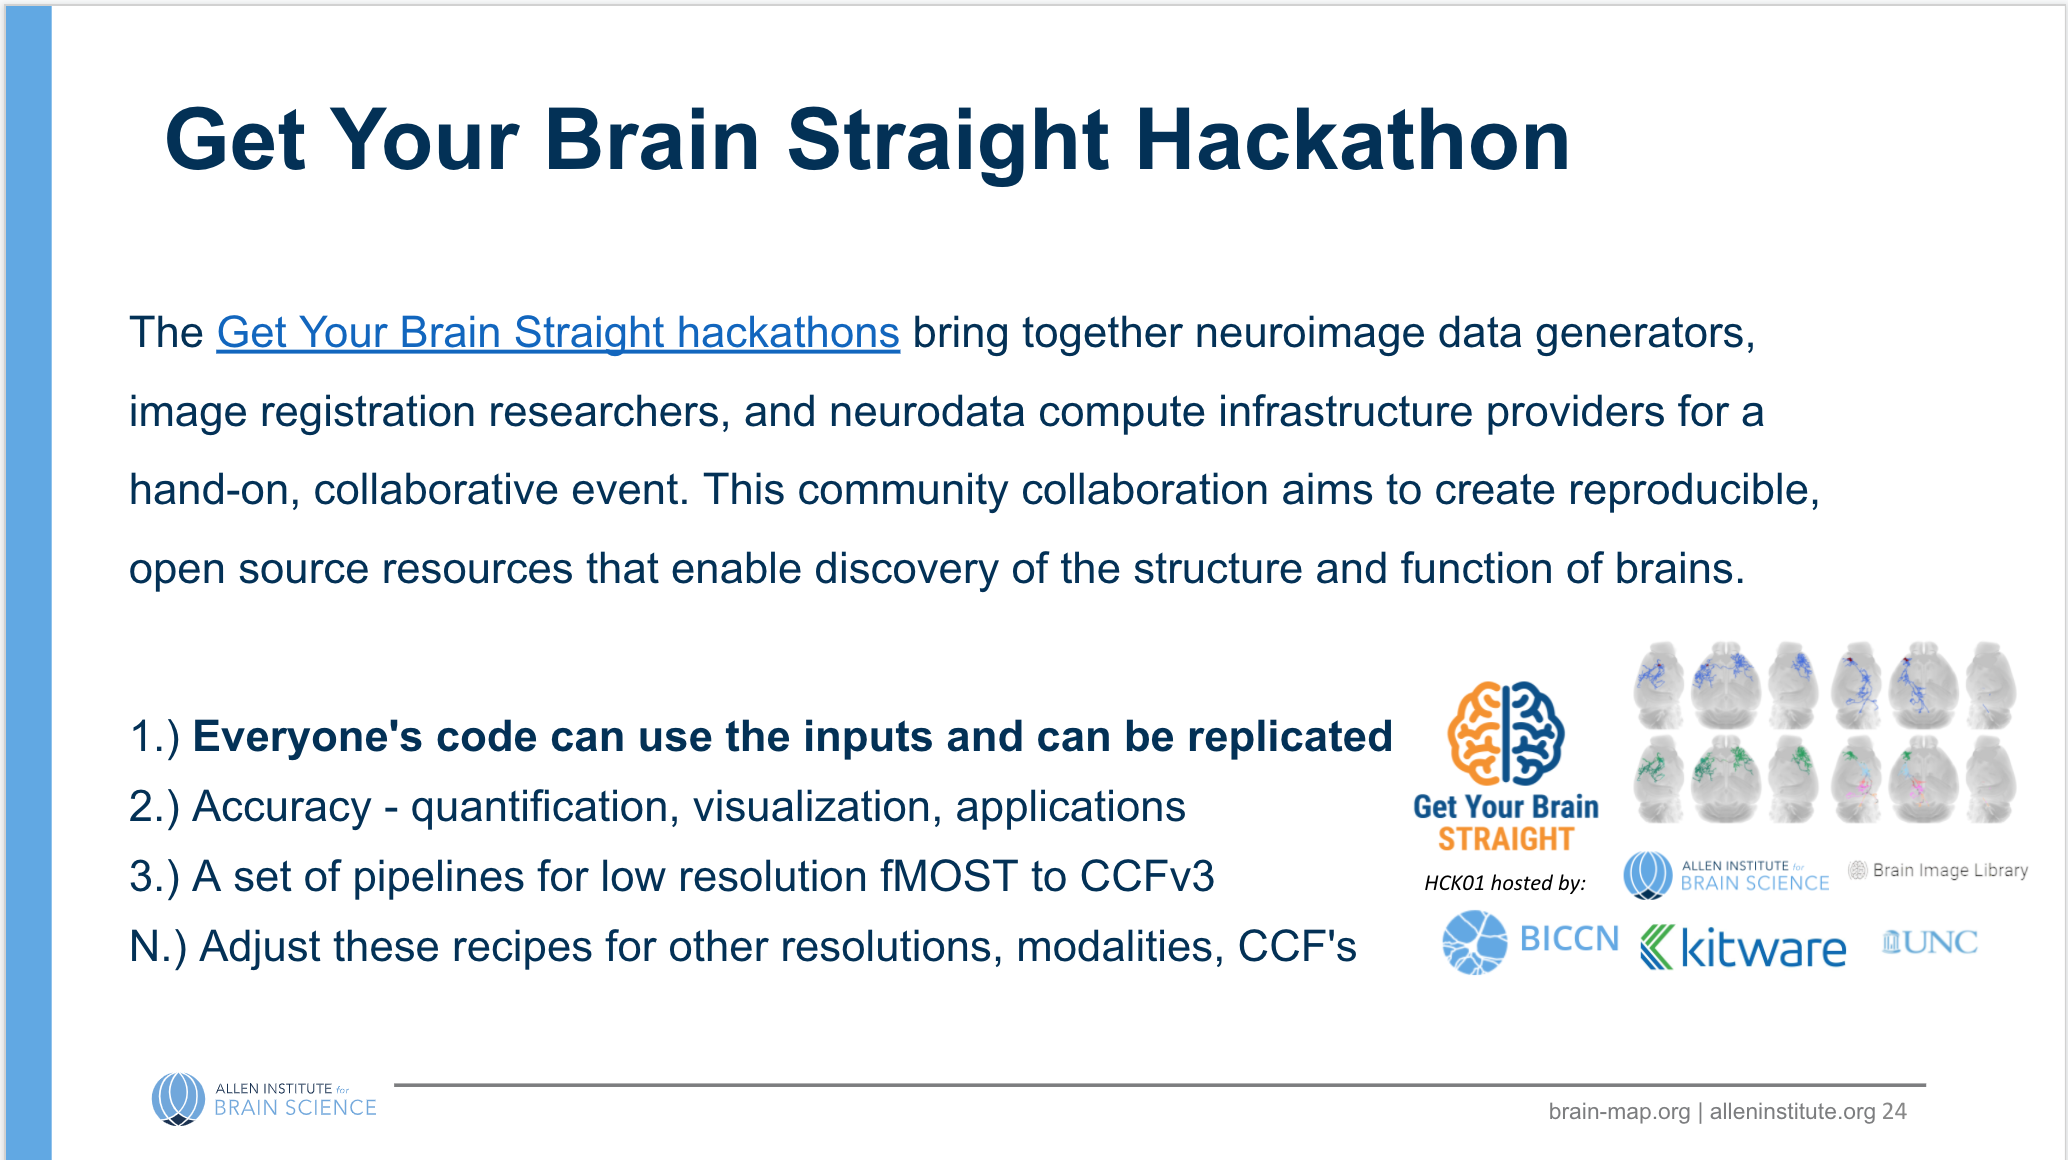 Get Your Brain Straight Hackathon
The Get Your Brain Straight hackathons bring together neuroimage data generators,
image registration researchers, and neurodata compute infrastructure providers for a
hand-on, collaborative event. This community collaboration aims to create reproducible,
open source resources that enable discovery of the structure and function of brains.
1.) Everyone's code can use the inputs and can be replicated
2.) Accuracy - quantification, visualization, applications
3.) A set of pipelines for low resolution fMOST to CCFv3
N.) Adjust these recipes for other resolutions, modalities, CCF's
Get Your Brain
STRAIGHT
HCK01 hosted by:
ALLEN INSTITUTE for
BRAIN SCIENCE
Brain Image Library
BICCN
kitware
UNC
ALLEN INSTITUTE for
BRAIN SCIENCE
brain-map.org | alleninstitute.org 24